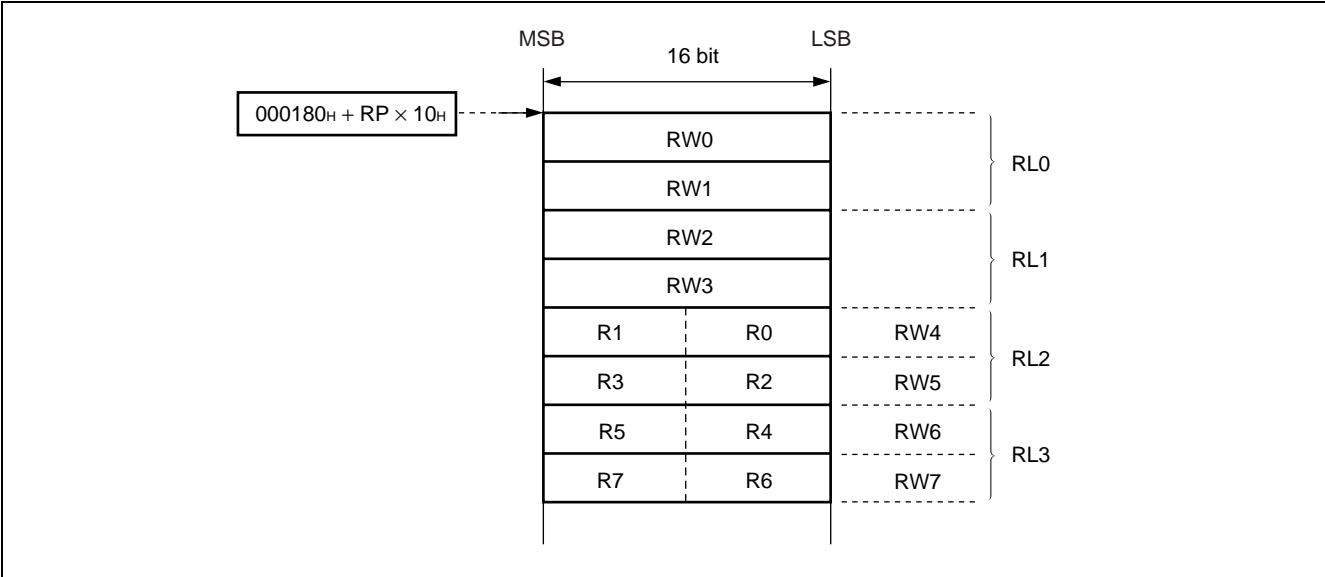 MSB LSB
16 bit
000180H + RP × 10H
RW0
RL0
RW1
RW2
RL1
RW3
R1 R0 RW4
RL2
R3 R2 RW5
R5 R4 RW6
RL3
R7 R6 RW7